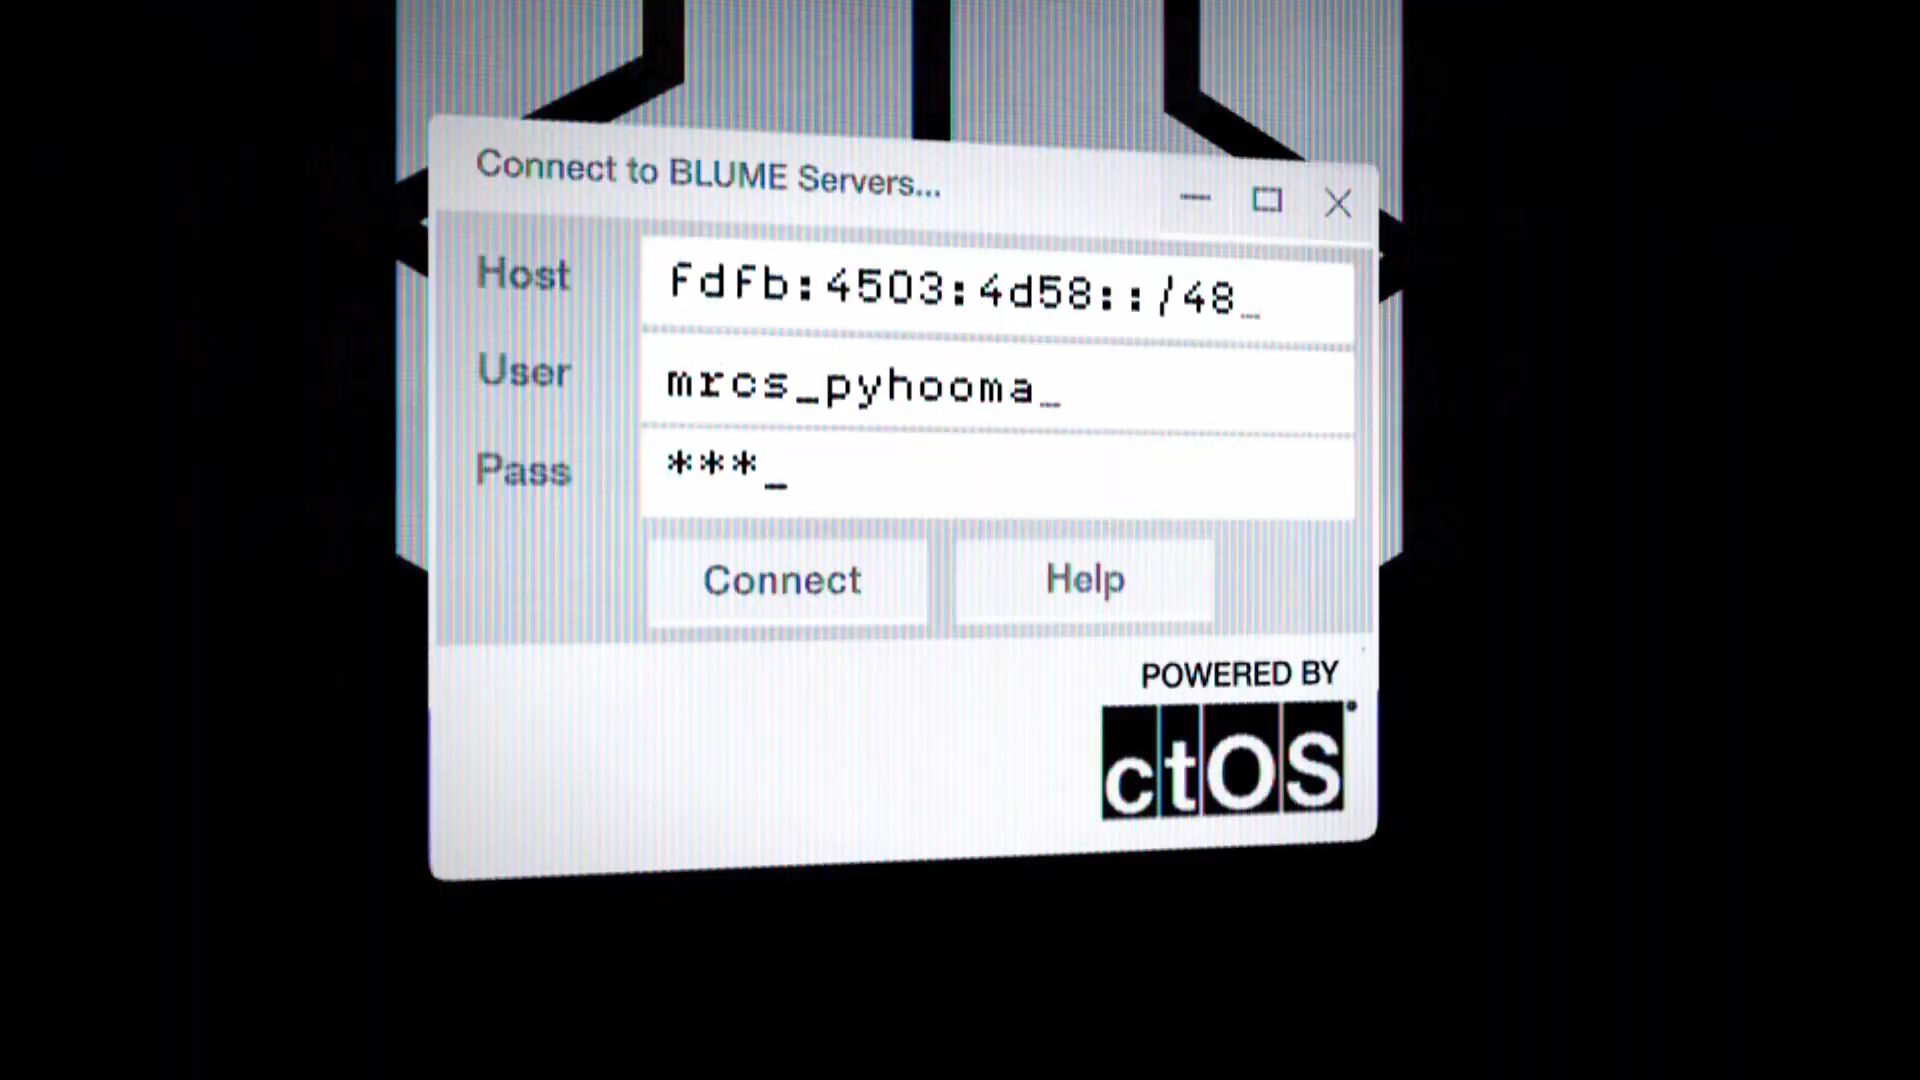 Connect to BLUME Servers...
Host
fdfb:4503:4d58::/48_
User
mrcs_pyhooma_
Pass
***_
Connect
Help
POWERED BY
ctOS